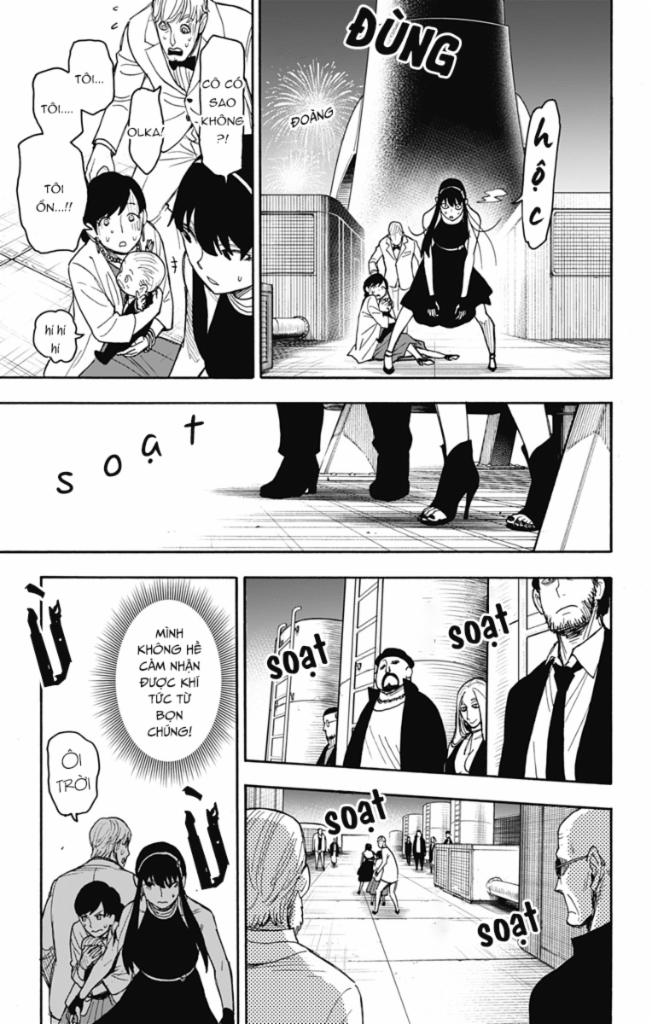 ĐÙNG
ĐOÀNG
hộc
CÔ CÓ
SAO
KHÔNG
?!
OLKA!
TÔI...
TÔI....
TÔI
ỔN...!!
hí hí
hí
soạt
soạt
soạt
MÌNH
KHÔNG HỀ
CẢM NHẬN
ĐƯỢC KHÍ
TỨC TỪ
BỌN
CHÚNG!
Ù
Ù
ÔI
TRỜI
soạt
soạt